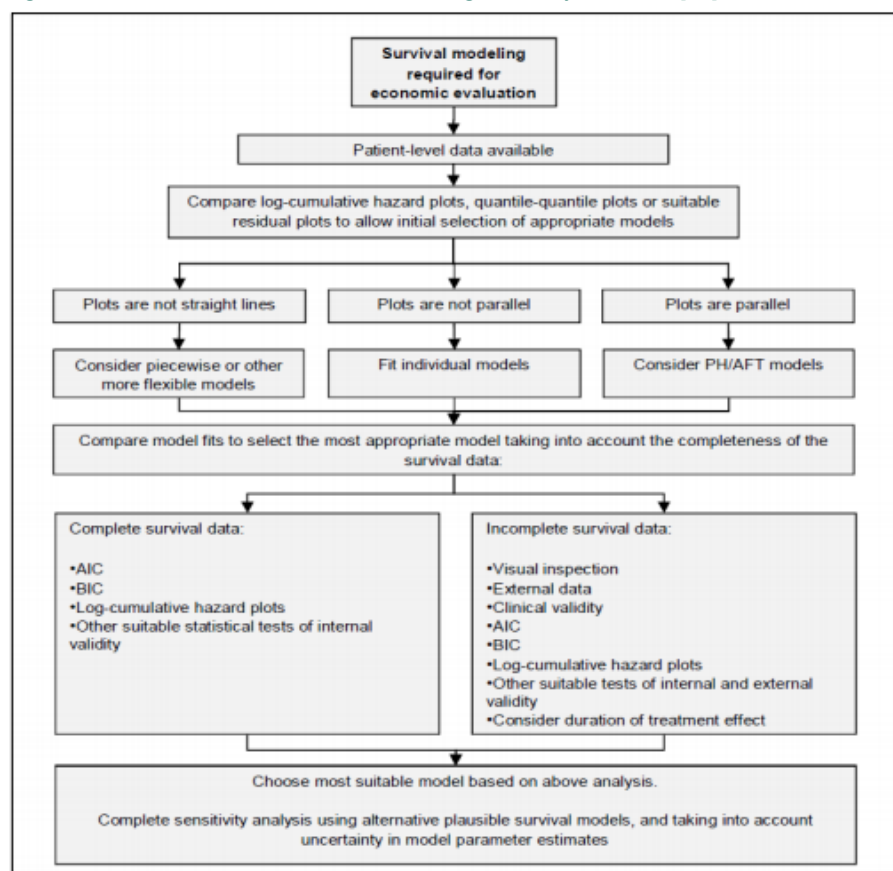 Survival modeling
required for
economic evaluation
Patient-level data available
Compare log-cumulative hazard plots, quantile-quantile plots or suitable
residual plots to allow initial selection of appropriate models
Plots are not straight lines
Plots are not parallel
Plots are parallel
Consider piecewise or other
more flexible models
Fit individual models
Consider PH/AFT models
Compare model fits to select the most appropriate model taking into account the completeness of the
survival data:
Complete survival data:
•AIC
•BIC
•Log-cumulative hazard plots
•Other suitable statistical tests of internal
validity
Incomplete survival data:
•Visual inspection
•External data
•Clinical validity
•AIC
•BIC
•Log-cumulative hazard plots
•Other suitable tests of internal and external
validity
•Consider duration of treatment effect
Choose most suitable model based on above analysis.
Complete sensitivity analysis using alternative plausible survival models, and taking into account
uncertainty in model parameter estimates